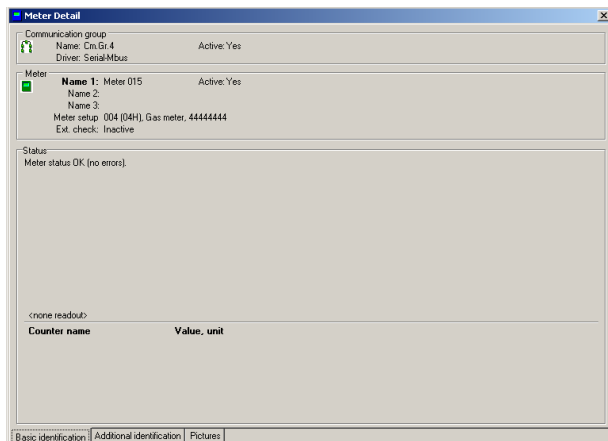 Meter Detail
Communication group
Name: Cm.Gr.4 Active: Yes
Driver: Serial-Mbus
Meter
Name 1: Meter 015 Active: Yes
Name 2:
Name 3:
Meter setup 004 (04H), Gas meter, 44444444
Ext. check: Inactive
Status
Meter status OK (no errors).
<none readout>
Counter name Value, unit
Basic identification Additional identification Pictures